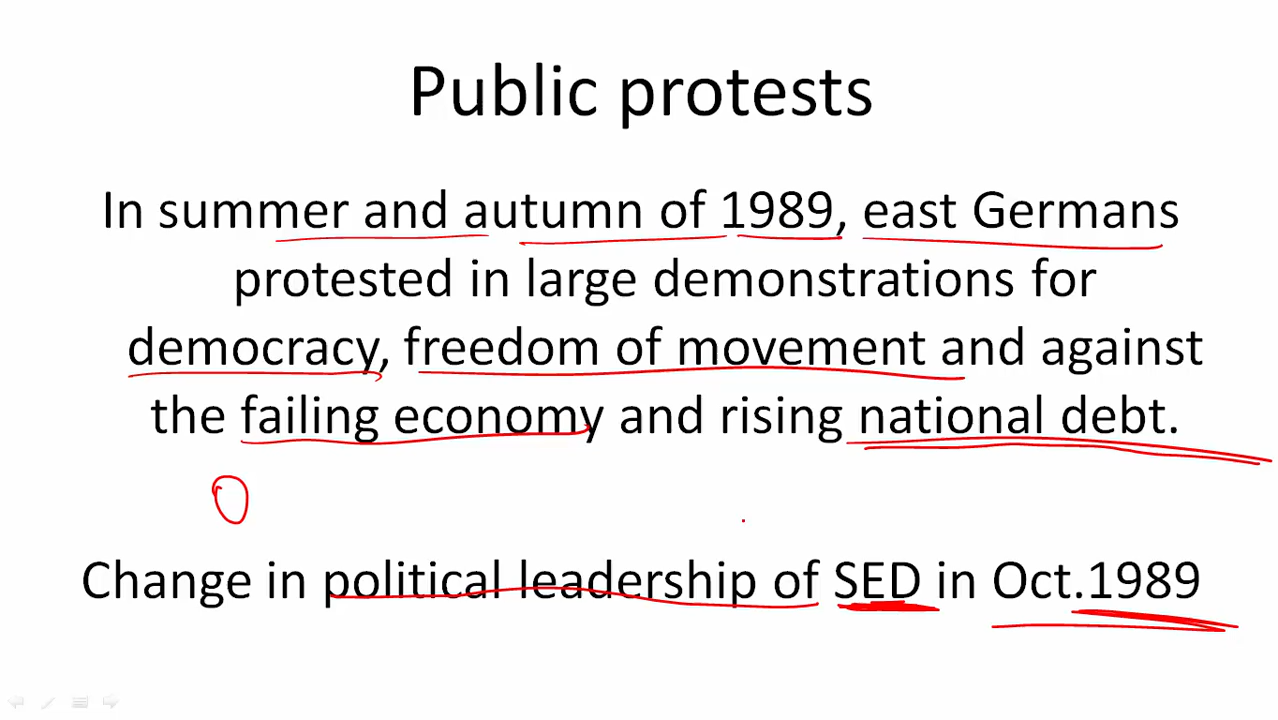 Public protests
In summer and autumn of 1989, east Germans
protested in large demonstrations for
democracy, freedom of movement and against
the failing economy and rising national debt.
Change in political leadership of SED in Oct.1989